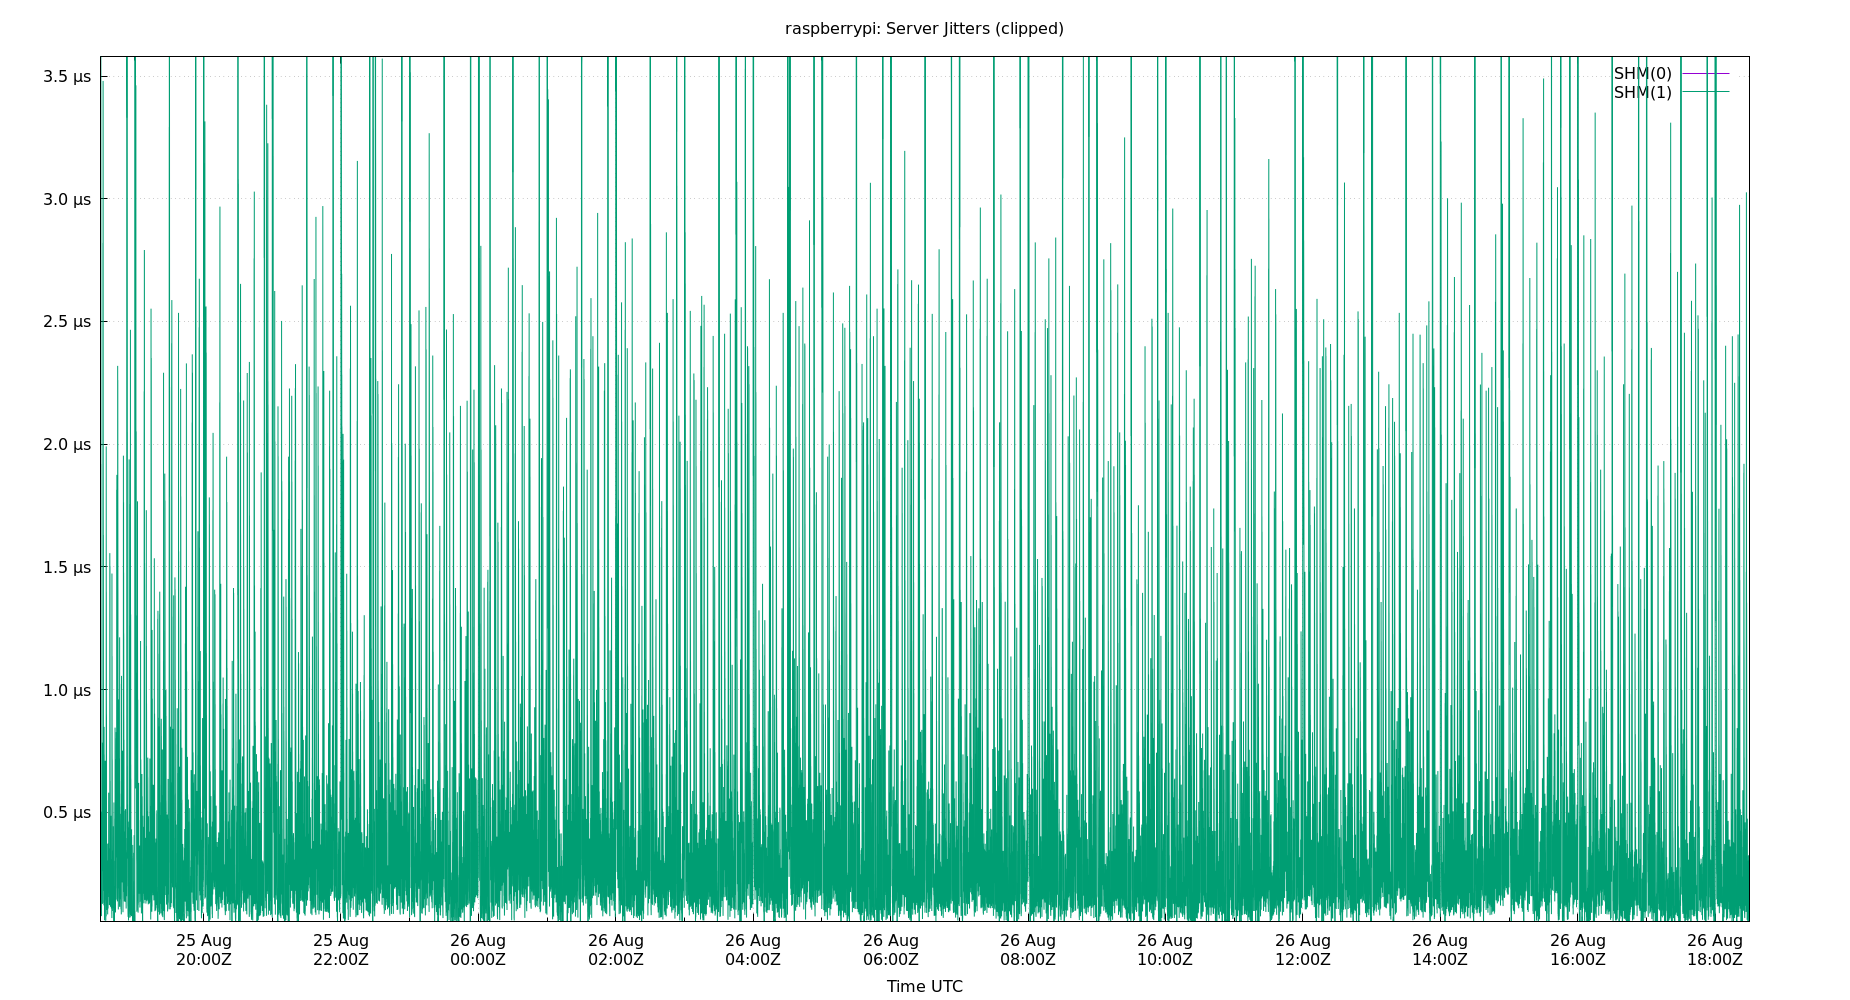 raspberrypi: Server Jitters (clipped)
3.5 µs
SHM(0)
SHM(1)
3.0 µs
2.5 µs
2.0 µs
1.5 µs
1.0 µs
0.5 µs
25 Aug 25 Aug 26 Aug 26 Aug 26 Aug 26 Aug 26 Aug 26 Aug 26 Aug 26 Aug 26 Aug 26 Aug
20:00Z 22:00Z 00:00Z 02:00Z 04:00Z 06:00Z 08:00Z 10:00Z 12:00Z 14:00Z 16:00Z 18:00Z
Time UTC